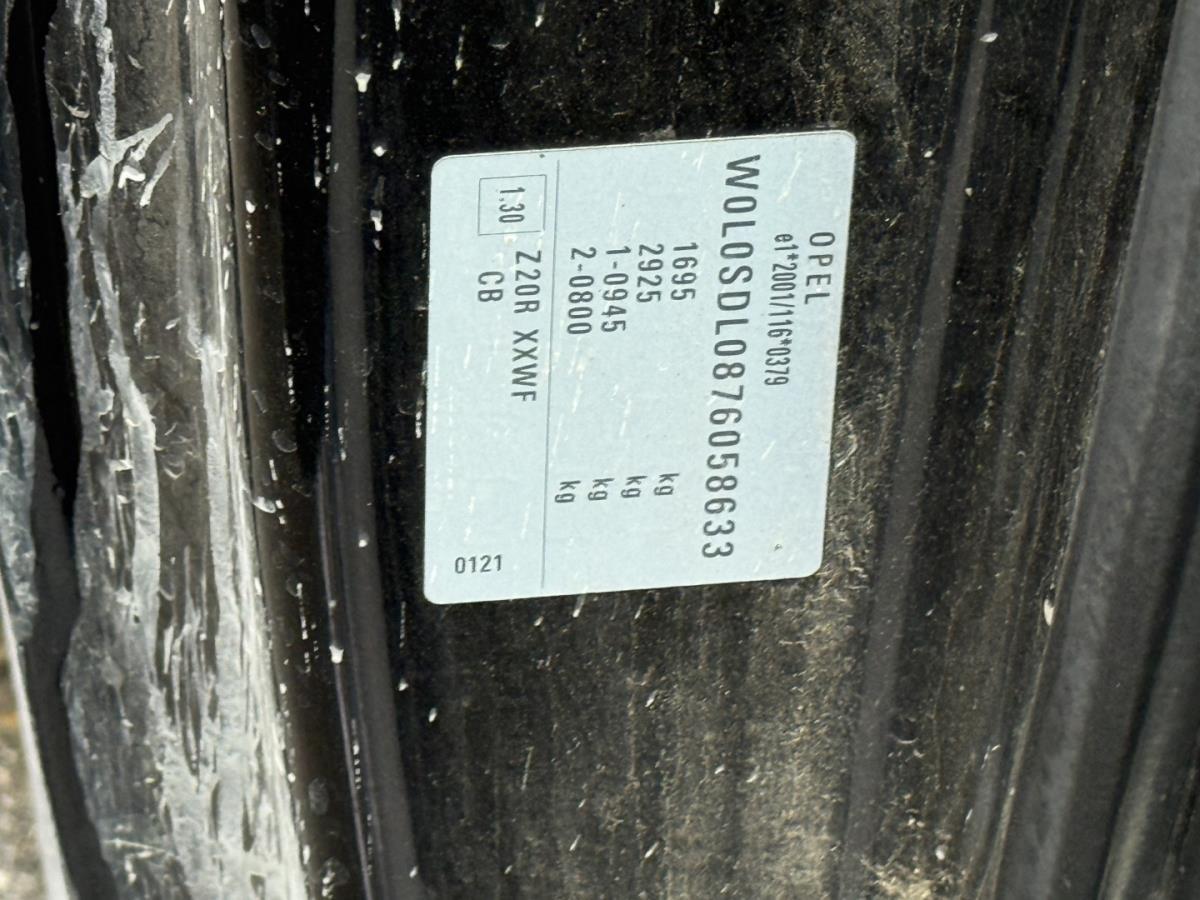 OPEL
e1*2001/116*0379
W0L0SDL0876058633
1695 kg
2925 kg
1-0945 kg
2-0800 kg
1.30 Z20R XXWF
CB
0121